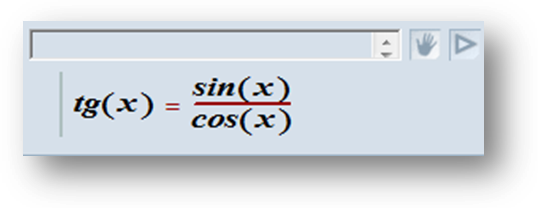 tg(x) = sin(x)/cos(x)